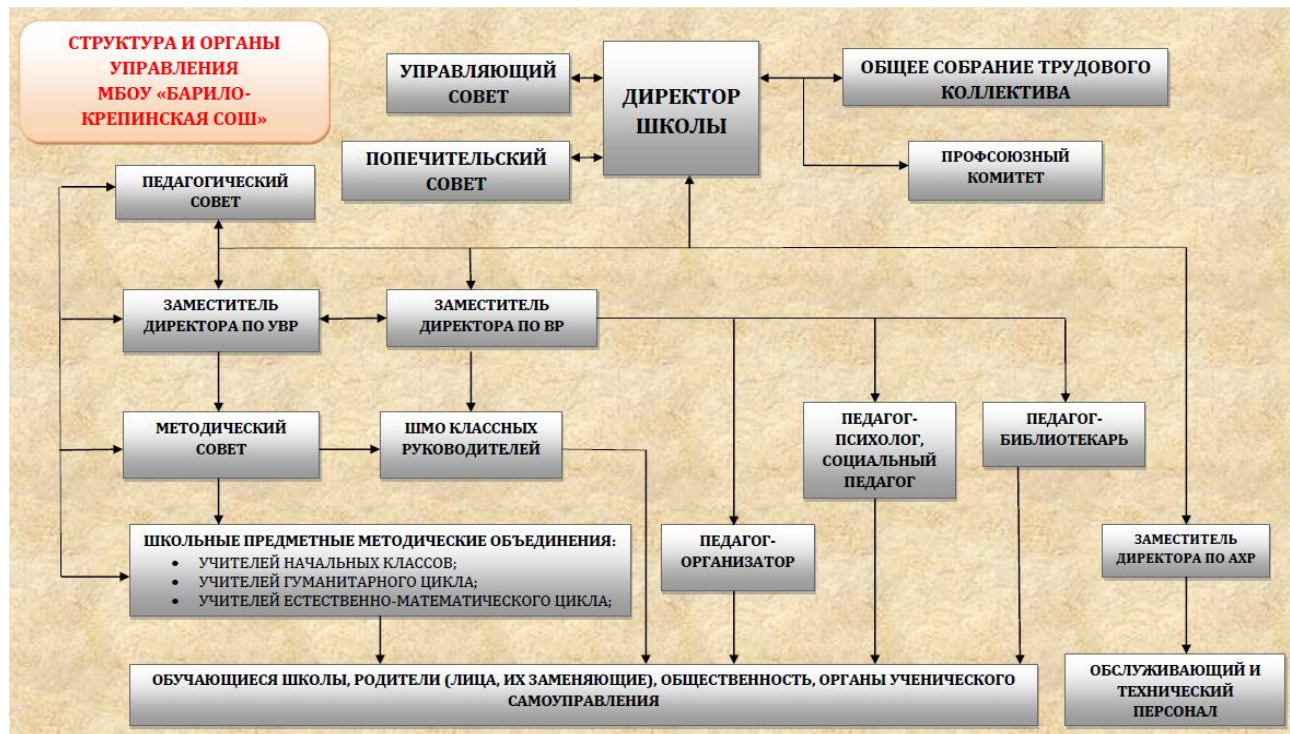 СТРУКТУРА И ОРГАНЫ
УПРАВЛЕНИЯ
МБОУ «БАРИЛО-
КРЕПИНСКАЯ СОШ»
УПРАВЛЯЮЩИЙ
СОВЕТ
ДИРЕКТОР
ШКОЛЫ
ОБЩЕЕ СОБРАНИЕ ТРУДОВОГО
КОЛЛЕКТИВА
ПОПЕЧИТЕЛЬСКИЙ
СОВЕТ
ПРОФСОЮЗНЫЙ
КОМИТЕТ
ПЕДАГОГИЧЕСКИЙ
СОВЕТ
ЗАМЕСТИТЕЛЬ
ДИРЕКТОРА ПО УВР
ЗАМЕСТИТЕЛЬ
ДИРЕКТОРА ПО ВР
МЕТОДИЧЕСКИЙ
СОВЕТ
ШМО КЛАССНЫХ
РУКОВОДИТЕЛЕЙ
ПЕДАГОГ-
ПСИХОЛОГ,
СОЦИАЛЬНЫЙ
ПЕДАГОГ
ПЕДАГОГ-
БИБЛИОТЕКАРЬ
ШКОЛЬНЫЕ ПРЕДМЕТНЫЕ МЕТОДИЧЕСКИЕ ОБЪЕДИНЕНИЯ:
• УЧИТЕЛЕЙ НАЧАЛЬНЫХ КЛАССОВ;
• УЧИТЕЛЕЙ ГУМАНИТАРНОГО ЦИКЛА;
• УЧИТЕЛЕЙ ЕСТЕСТВЕННО-МАТЕМАТИЧЕСКОГО ЦИКЛА;
ПЕДАГОГ-
ОРГАНИЗАТОР
ЗАМЕСТИТЕЛЬ
ДИРЕКТОРА ПО АХР
ОБУЧАЮЩИЕСЯ ШКОЛЫ, РОДИТЕЛИ (ЛИЦА, ИХ ЗАМЕНЯЮЩИЕ), ОБЩЕСТВЕННОСТЬ, ОРГАНЫ УЧЕНИЧЕСКОГО
САМОУПРАВЛЕНИЯ
ОБСЛУЖИВАЮЩИЙ И
ТЕХНИЧЕСКИЙ
ПЕРСОНАЛ